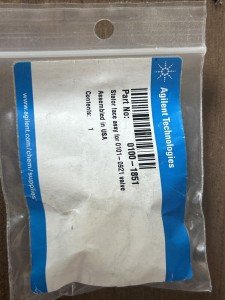 Agilent Technologies
Part No: 0100-1851
Stator face assy for 0101-0921 valve
Assembled in USA
Contents: 1
www.agilent.com/chem/supplies